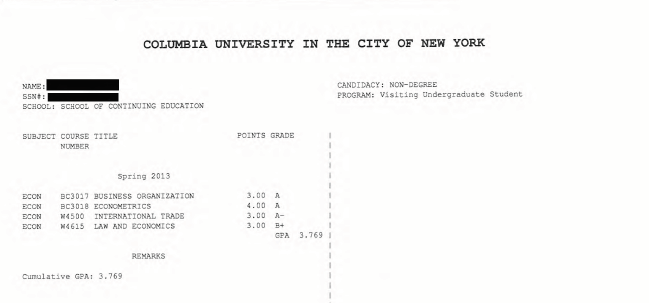 COLUMBIA UNIVERSITY IN THE CITY OF NEW YORK
NAME:
SSN#:
SCHOOL: SCHOOL OF CONTINUING EDUCATION
CANDIDACY: NON-DEGREE
PROGRAM: Visiting Undergraduate Student
SUBJECT COURSE TITLE POINTS GRADE
NUMBER
Spring 2013
ECON BC3017 BUSINESS ORGANIZATION 3.00 A
ECON BC3018 ECONOMETRICS 4.00 A
ECON W4500 INTERNATIONAL TRADE 3.00 A-
ECON W4615 LAW AND ECONOMICS 3.00 B+
GPA 3.769
REMARKS
Cumulative GPA: 3.769